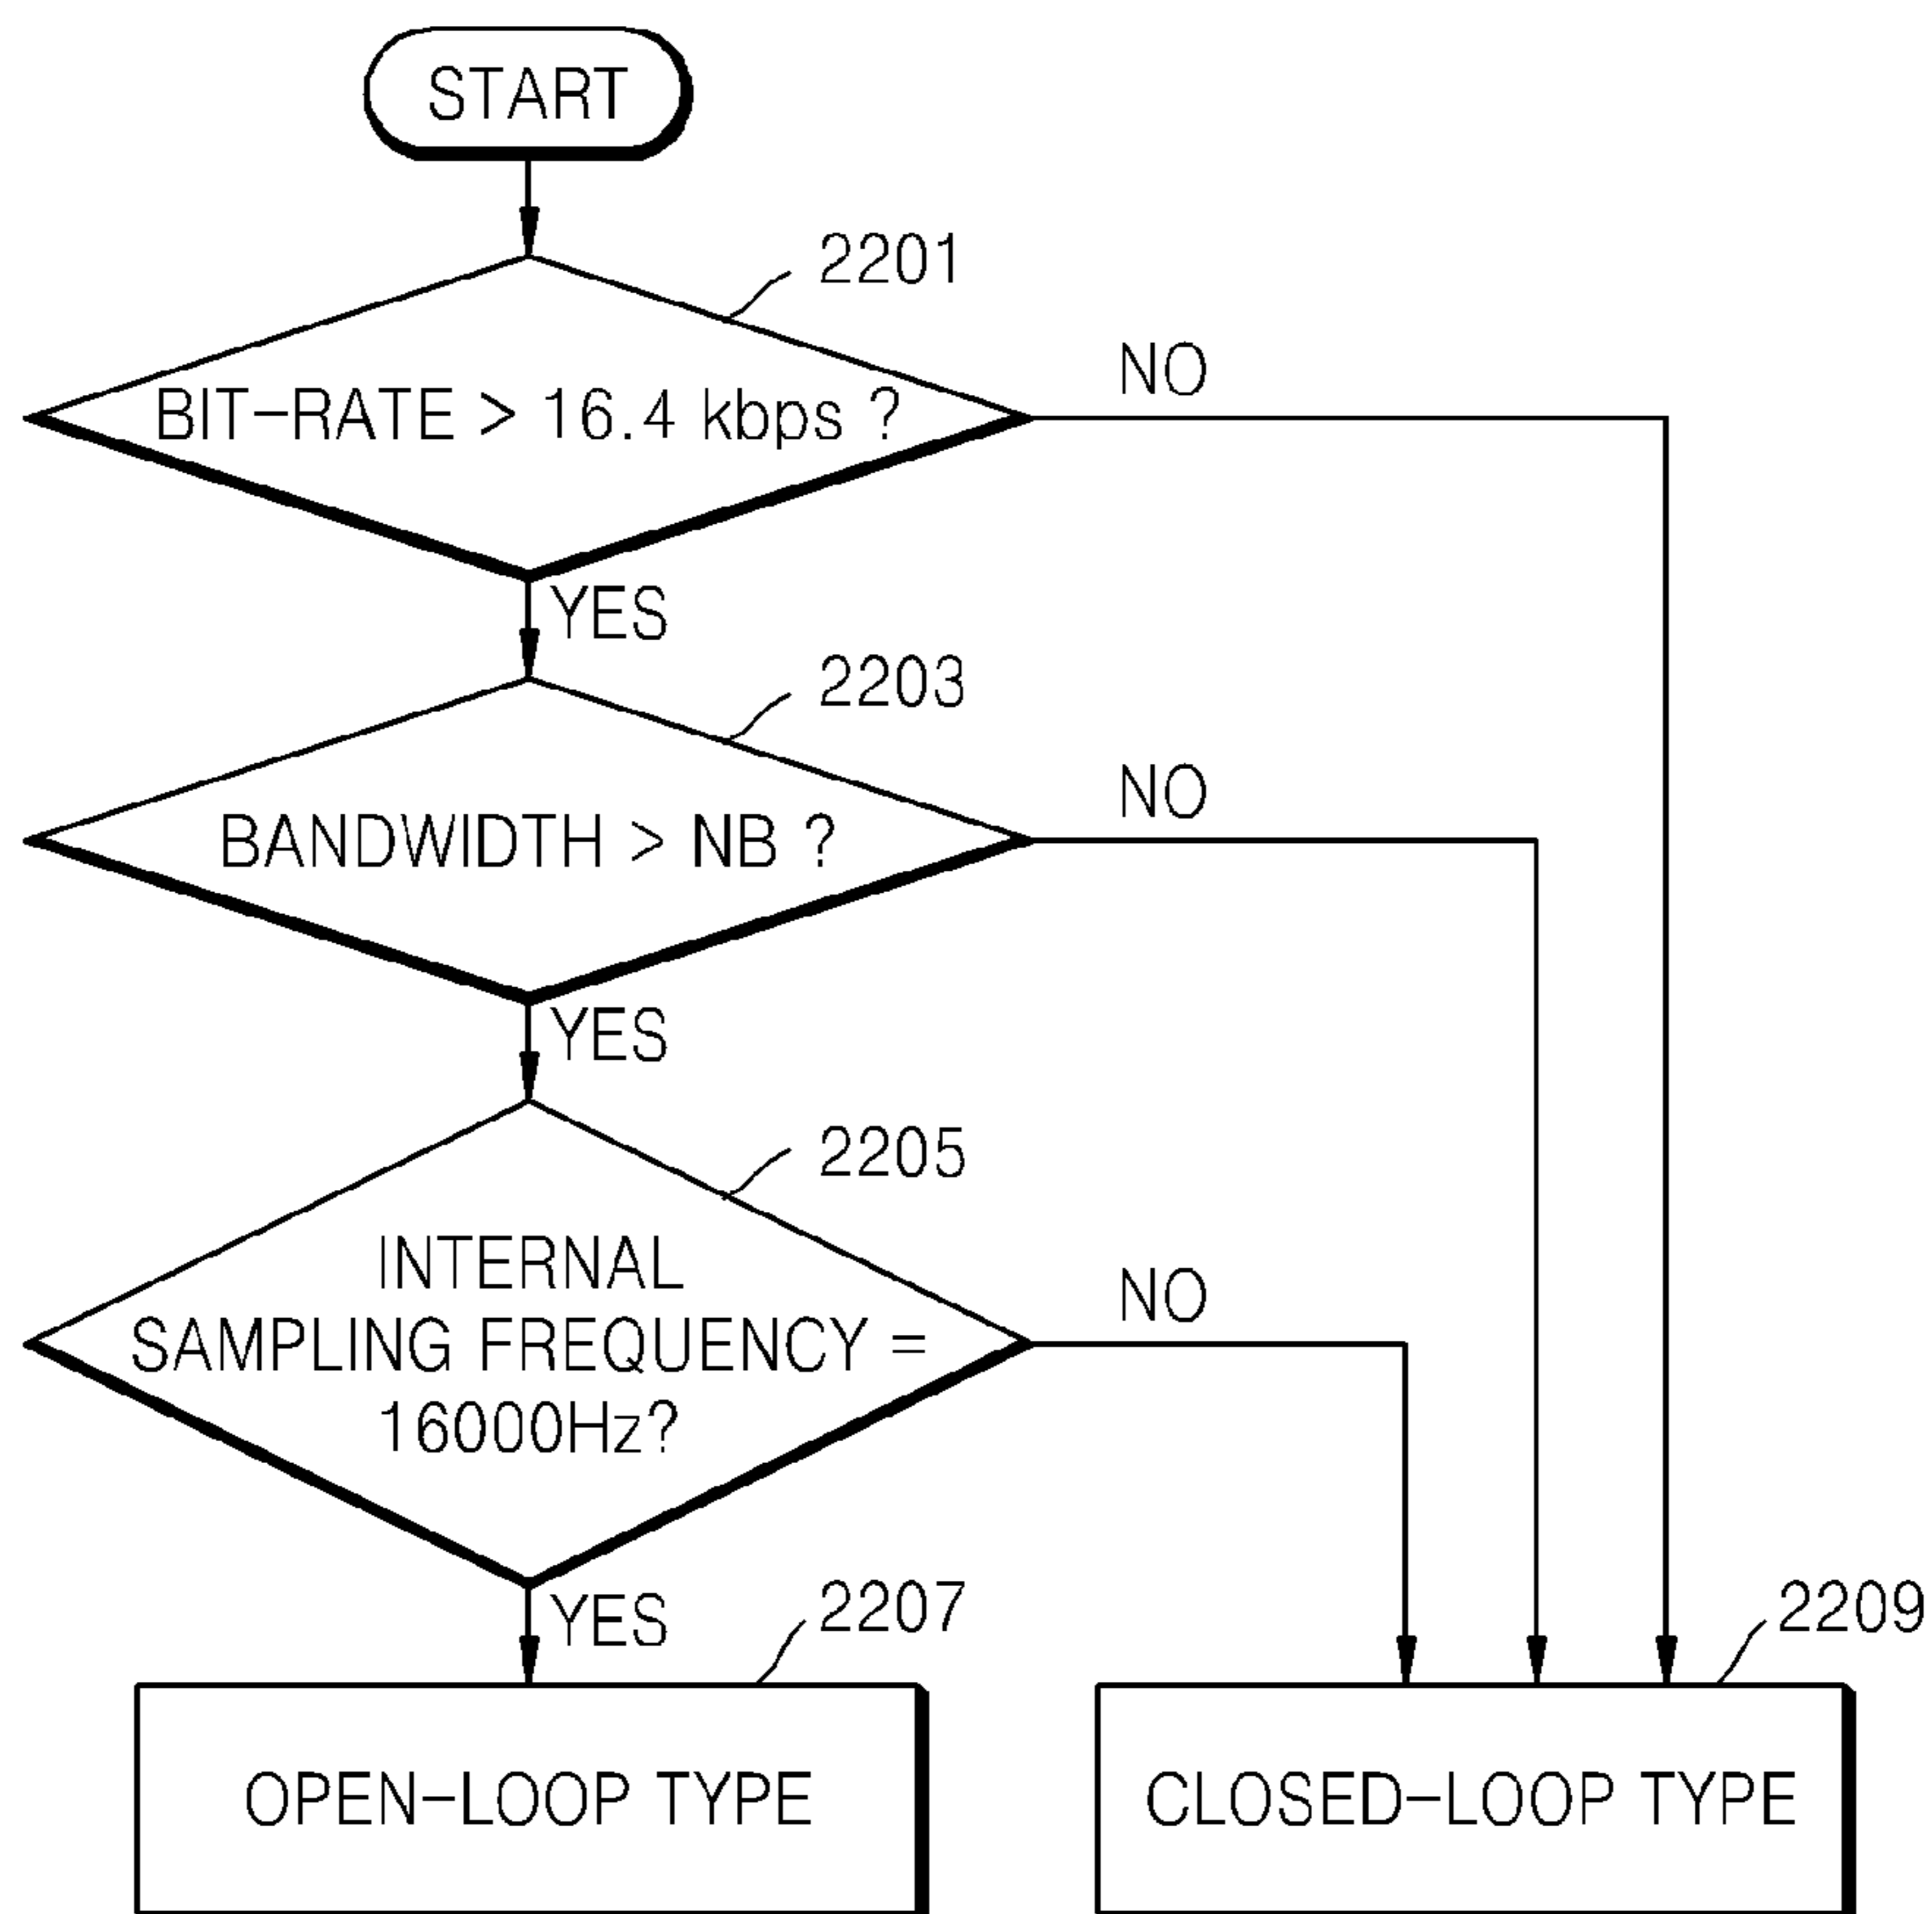 START
2201
BIT-RATE > 16.4 kbps ?
NO
YES
2203
BANDWIDTH > NB ?
NO
YES
2205
INTERNAL
SAMPLING FREQUENCY =
16000Hz?
NO
YES
2207
2209
OPEN-LOOP TYPE
CLOSED-LOOP TYPE